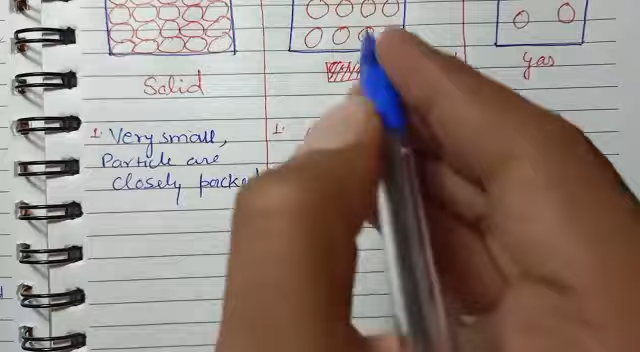 Solid
gas
1. Very small,
Particle are
closely packed
1.